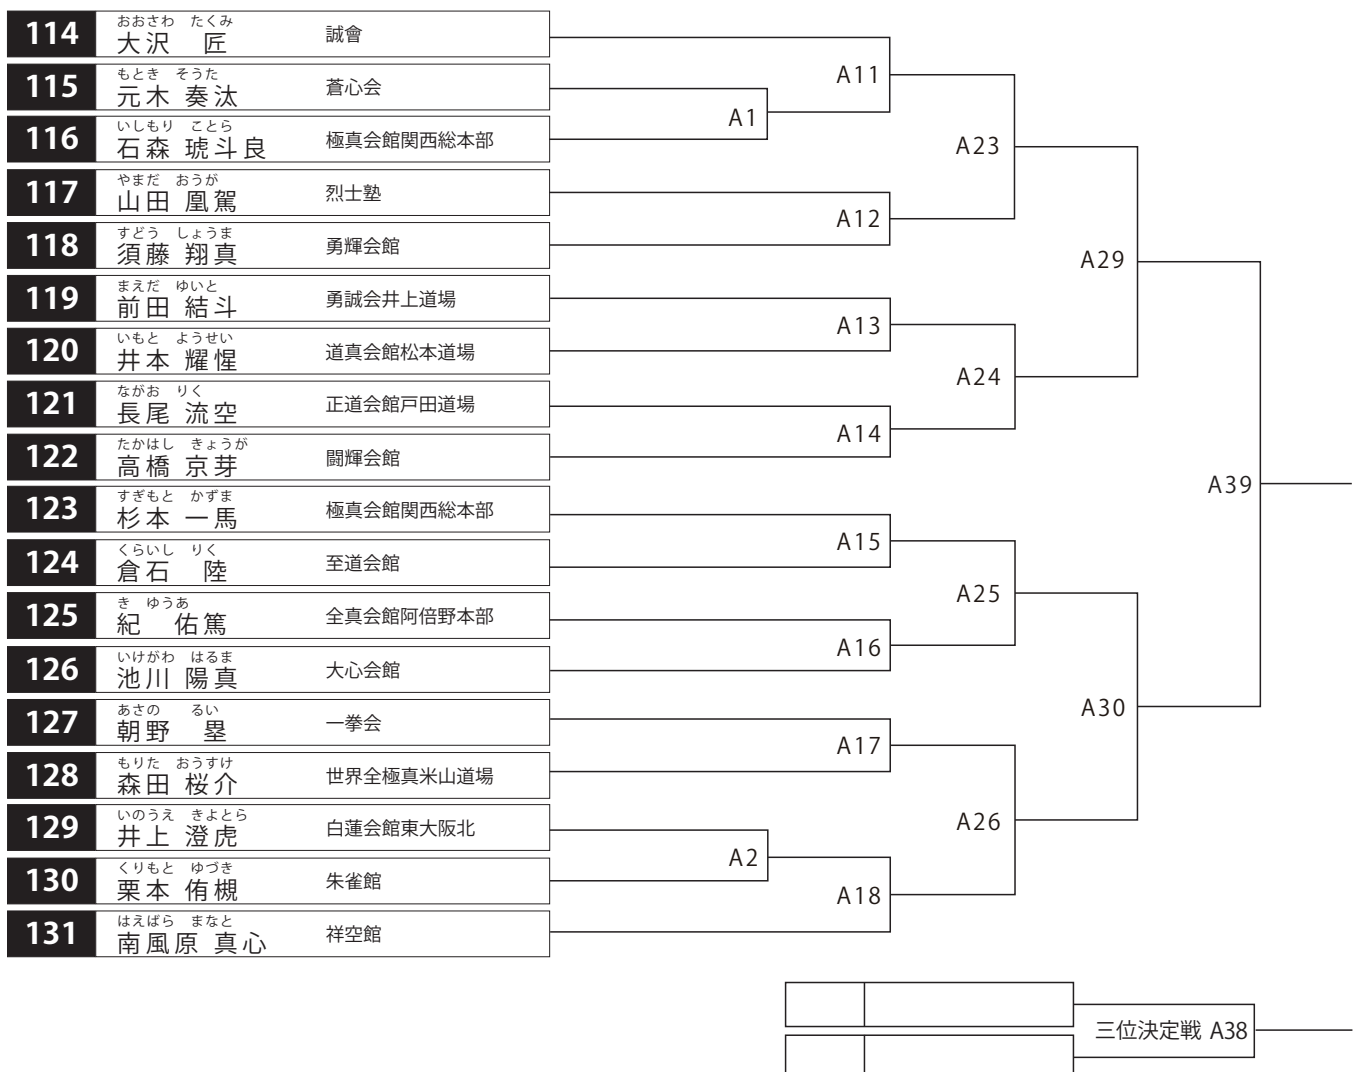 おおさわ たくみ
114 大沢 匠 誠會
もとき そうた
115 元木 奏汰 蒼心会
いしもり ことら
116 石森 琥斗良 極真会館関西総本部
やまだ おうが
117 山田 凰駕 烈士塾
すどう しょうま
118 須藤 翔真 勇輝会館
まえだ ゆいと
119 前田 結斗 勇誠会井上道場
いもと ようせい
120 井本 耀惺 道真会館松本道場
ながお りく
121 長尾 流空 正道会館戸田道場
たかはし きょうが
122 高橋 京芽 闘輝会館
すぎもと かずま
123 杉本 一馬 極真会館関西総本部
くらいし りく
124 倉石 陸 至道会館
き ゆうあ
125 紀 佑篤 全真会館阿倍野本部
いけがわ はるま
126 池川 陽真 大心会館
あさの るい
127 朝野 塁 一拳会
もりた おうすけ
128 森田 桜介 世界全極真米山道場
いのうえ きよとら
129 井上 澄虎 白蓮会館東大阪北
くりもと ゆづき
130 栗本 侑槻 朱雀館
はえばら まなと
131 南風原 真心 祥空館
A1
A2
A11
A12
A13
A14
A15
A16
A17
A18
A23
A24
A25
A26
A29
A30
A39
三位決定戦 A38